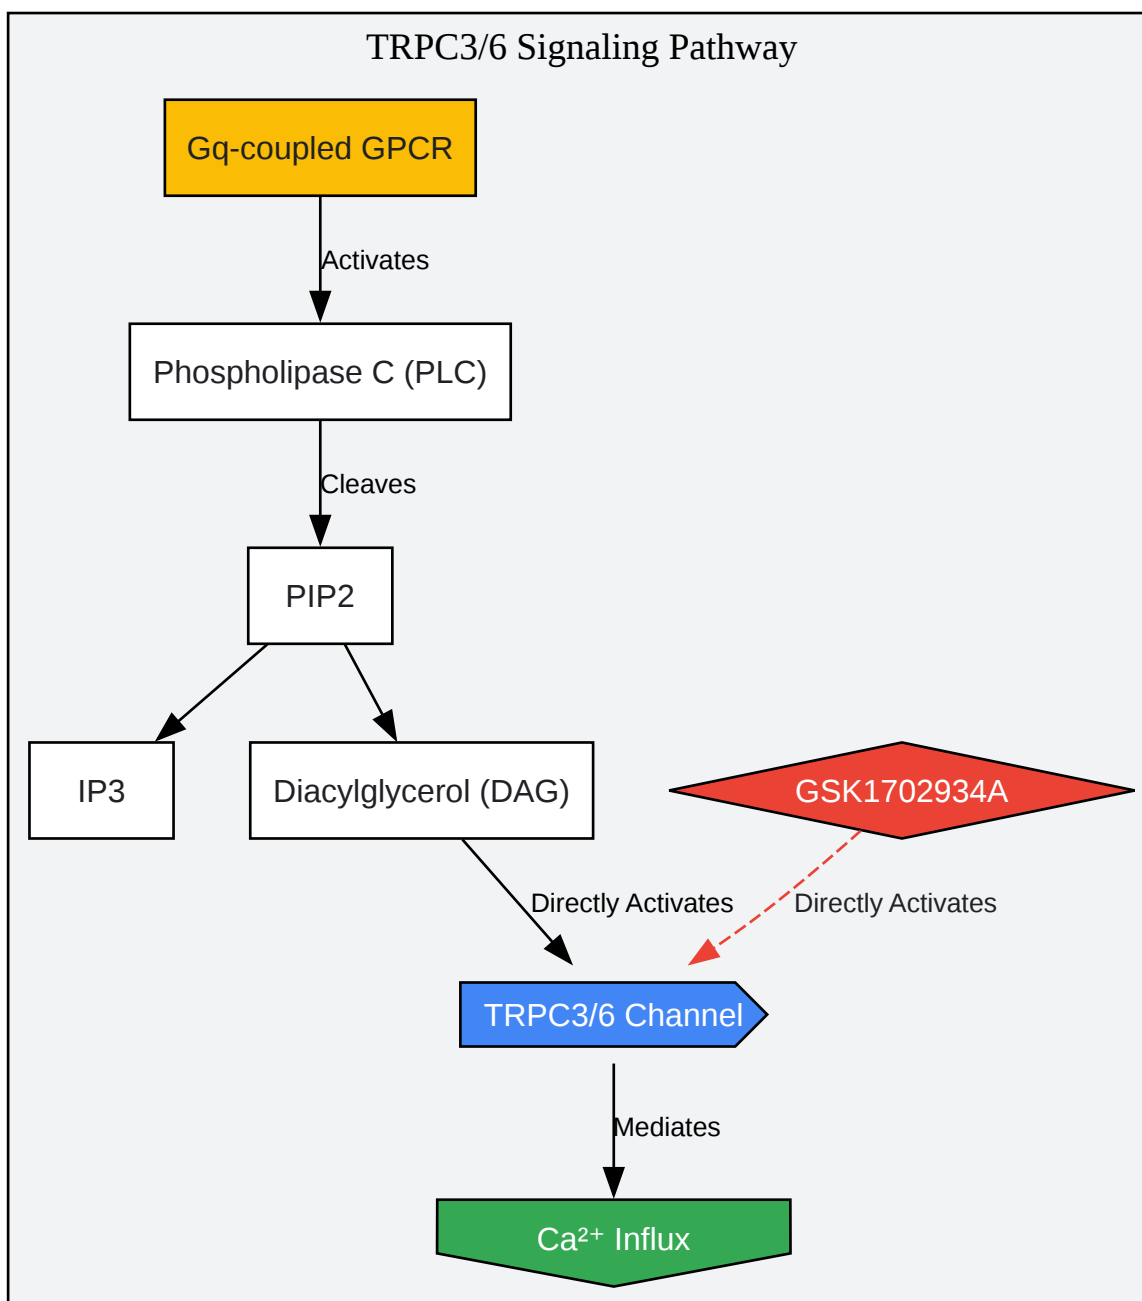 TRPC3/6 Signaling Pathway
Gq-coupled GPCR
Activates
Phospholipase C (PLC)
Cleaves
PIP2
IP3
Diacylglycerol (DAG)
GSK1702934A
Directly Activates
Directly Activates
TRPC3/6 Channel
Mediates
Ca²⁺ Influx